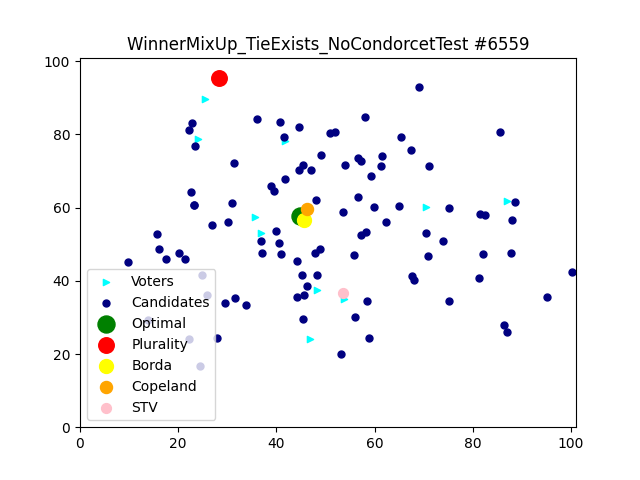 WinnerMixUp_TieExists_NoCondorcetTest #6559
100
80
60
40
20
0
Voters
Candidates
Optimal
Plurality
Borda
Copeland
STV
0 20 40 60 80 100